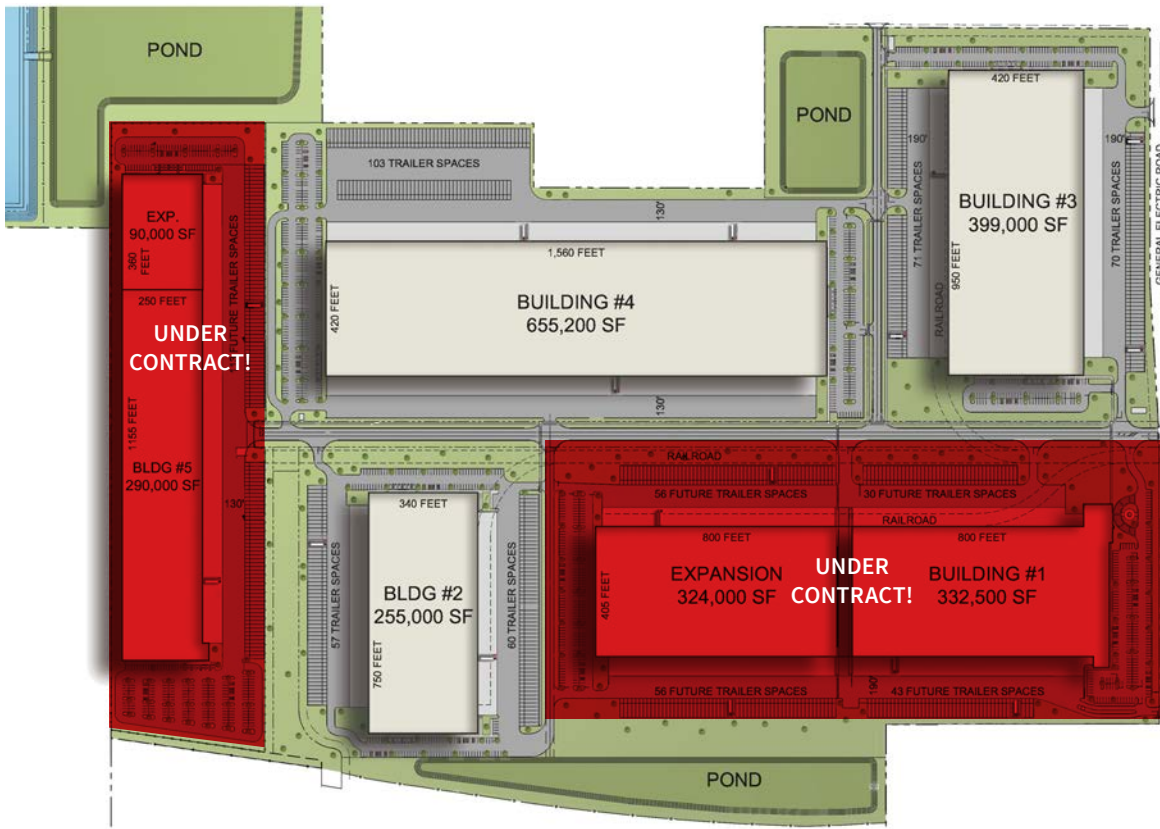 POND
POND
420 FEET
190'
190'
GENERAL ELECTRIC ROAD
103 TRAILER SPACES
BUILDING #3
399,000 SF
71 TRAILER SPACES
70 TRAILER SPACES
950 FEET
RAILROAD
130'
1,560 FEET
BUILDING #4
655,200 SF
420 FEET
130'
EXP.
90,000 SF
360
FEET
FUTURE TRAILER SPACES
250 FEET
UNDER
CONTRACT!
1155 FEET
BLDG #5
290,000 SF
130'
340 FEET
BLDG #2
255,000 SF
57 TRAILER SPACES
60 TRAILER SPACES
750 FEET
RAILROAD
56 FUTURE TRAILER SPACES
30 FUTURE TRAILER SPACES
RAILROAD
800 FEET
800 FEET
EXPANSION
324,000 SF
UNDER
CONTRACT!
BUILDING #1
332,500 SF
405 FEET
190'
56 FUTURE TRAILER SPACES
43 FUTURE TRAILER SPACES
POND